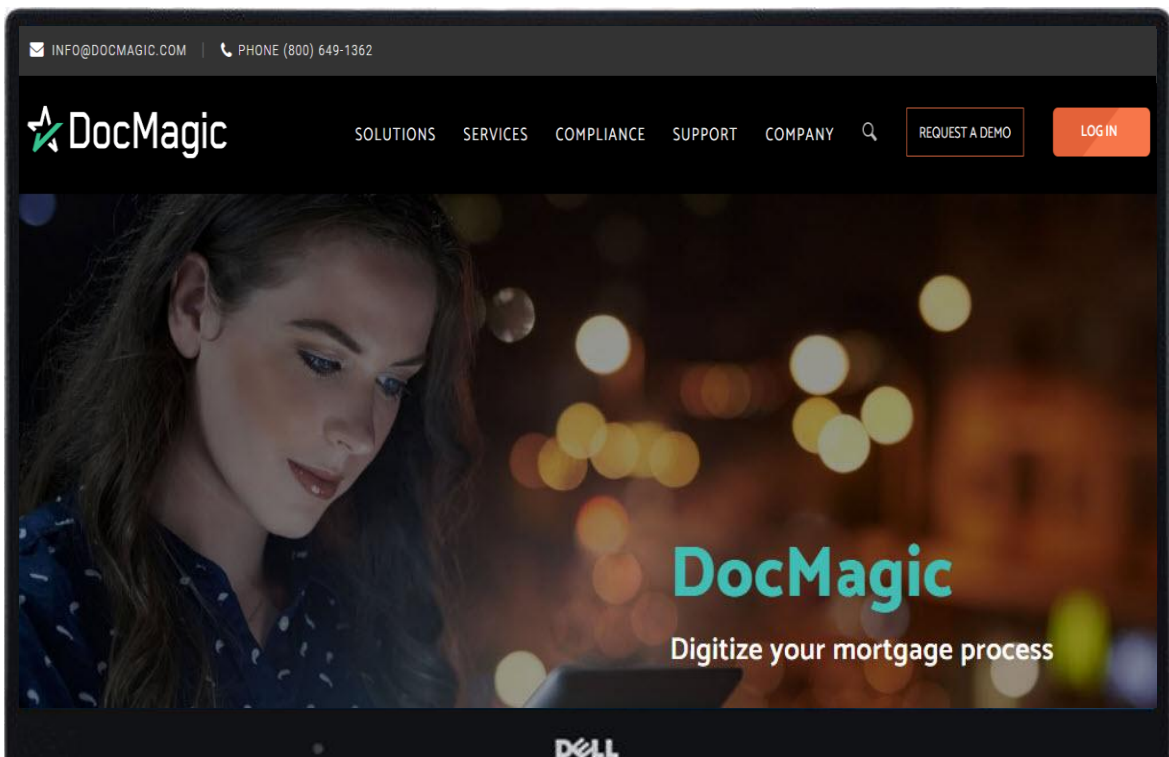 INFO@DOCMAGIC.COM | PHONE (800) 649-1362
DocMagic SOLUTIONS SERVICES COMPLIANCE SUPPORT COMPANY REQUEST A DEMO LOG IN
DocMagic
Digitize your mortgage process
DELL